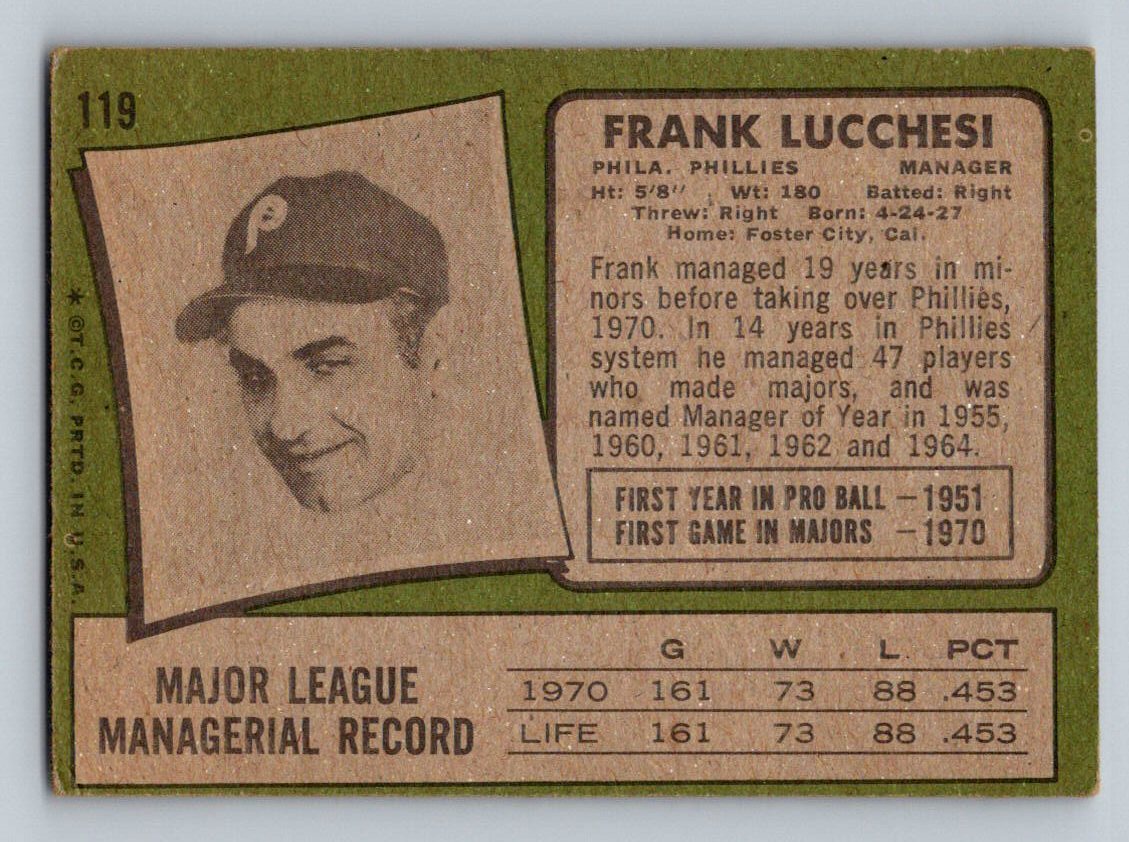 119
FRANK LUCCHESI
PHILA. PHILLIES MANAGER
Ht: 5'8" Wt: 180 Batted: Right
Threw: Right Born: 4-24-27
Home: Foster City, Cal.
Frank managed 19 years in mi-
nors before taking over Phillies,
1970. In 14 years in Phillies
system he managed 47 players
who made majors, and was
named Manager of Year in 1955,
1960, 1961, 1962 and 1964.
FIRST YEAR IN PRO BALL – 1951
FIRST GAME IN MAJORS – 1970
P
* ©T.C.G. PRTD. IN U.S.A.
MAJOR LEAGUE
MANAGERIAL RECORD
G W L. PCT
1970 161 73 88 .453
LIFE 161 73 88 .453